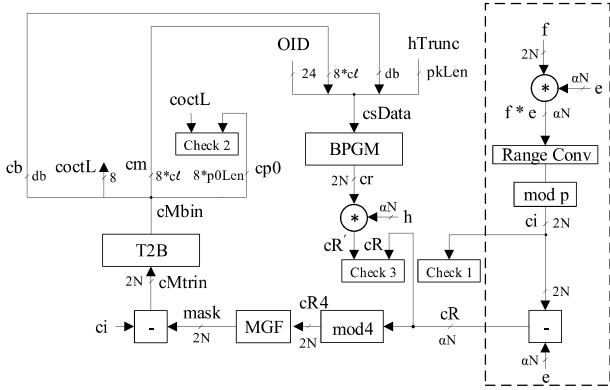 f
2N
αN
e
f * e
αN
Range Conv
mod p
ci
2N
2N
-
αN
e
OID
hTrunc
24
8*cℓ
db
pkLen
csData
BPGM
2N
cr
*
αN
h
cR′
cR
Check 3
Check 1
coctL
Check 2
cb
db
coctL
8
cm
8*cℓ
8*p0Len
cp0
cMbin
T2B
2N
cMtrin
ci
-
mask
2N
MGF
cR4
2N
mod4
cR
αN
*